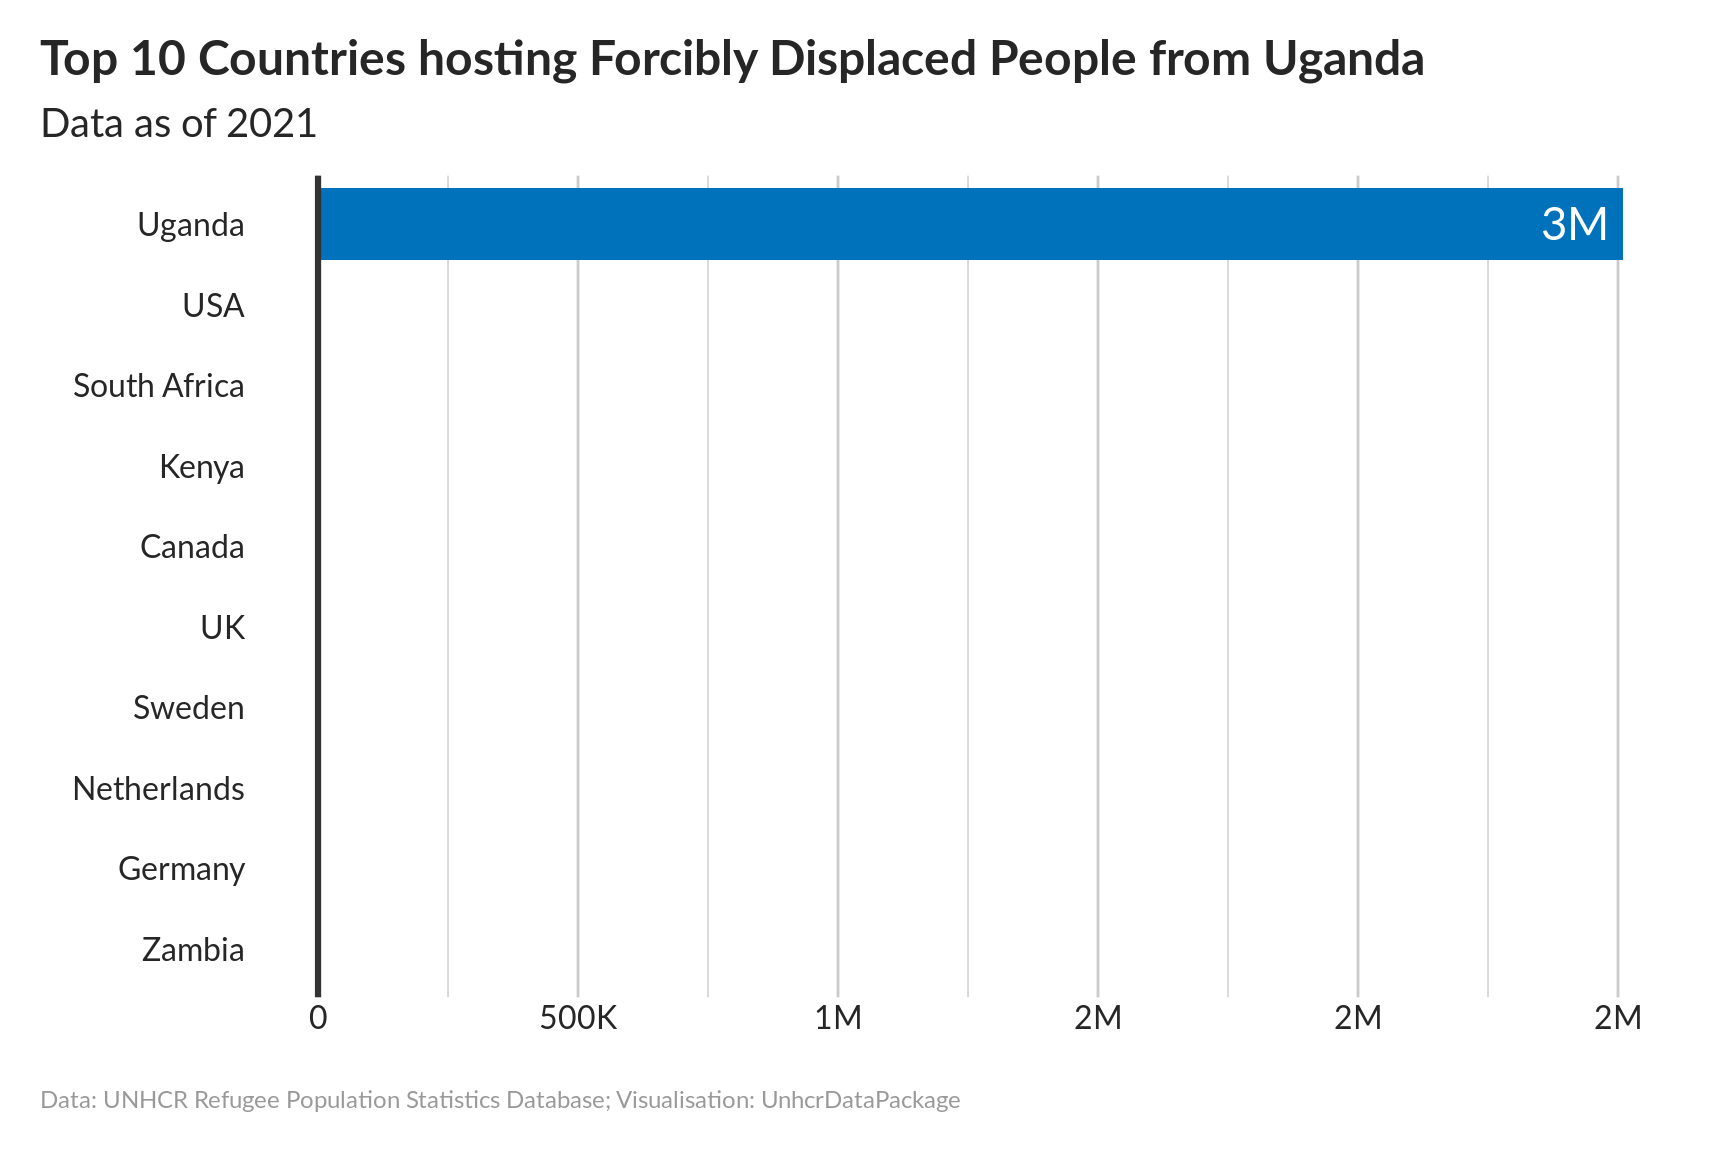 Top 10 Countries hosting Forcibly Displaced People from Uganda
Data as of 2021
Uganda
3M
USA
South Africa
Kenya
Canada
UK
Sweden
Netherlands
Germany
Zambia
0 500K 1M 2M 2M 2M
Data: UNHCR Refugee Population Statistics Database; Visualisation: UnhcrDataPackage